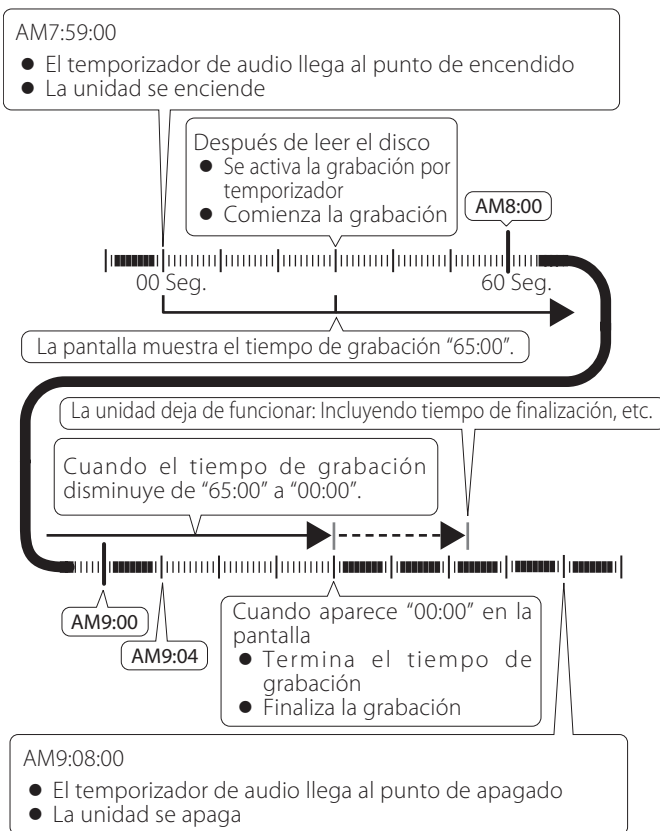 AM7:59:00
● El temporizador de audio llega al punto de encendido
● La unidad se enciende
Después de leer el disco
● Se activa la grabación por
temporizador
● Comienza la grabación
AM8:00
00 Seg.
60 Seg.
La pantalla muestra el tiempo de grabación “65:00”.
La unidad deja de funcionar: Incluyendo tiempo de finalización, etc.
Cuando el tiempo de grabación
disminuye de “65:00” a “00:00”.
AM9:00
AM9:04
Cuando aparece “00:00” en la
pantalla
● Termina el tiempo de
grabación
● Finaliza la grabación
AM9:08:00
● El temporizador de audio llega al punto de apagado
● La unidad se apaga